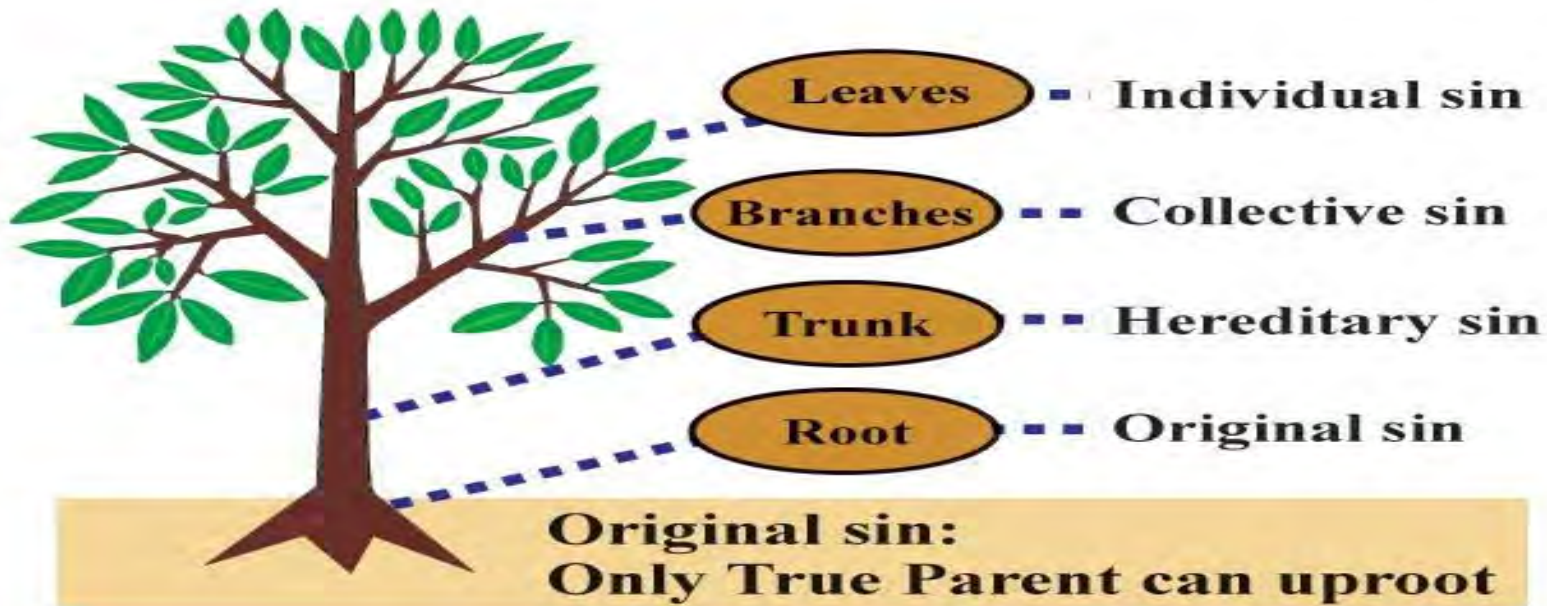 Leaves Individual sin
Branches Collective sin
Trunk Hereditary sin
Root Original sin
Original sin:
Only True Parent can uproot